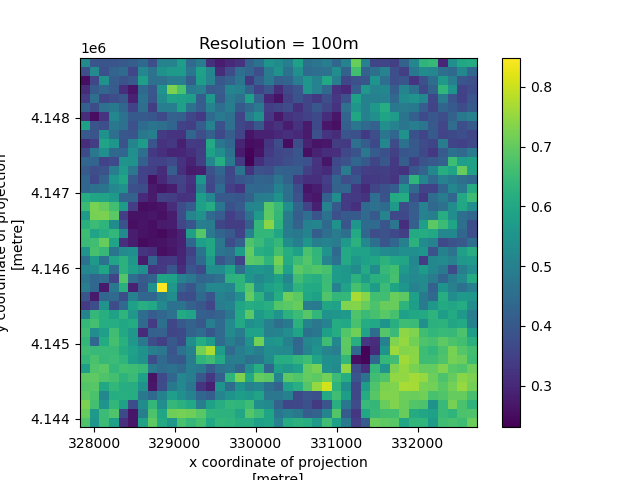 Resolution = 100m
1e6
4.148
4.147
4.146
4.145
4.144
y coordinate of projection
[metre]
328000 329000 330000 331000 332000
x coordinate of projection
[metre]
0.8
0.7
0.6
0.5
0.4
0.3